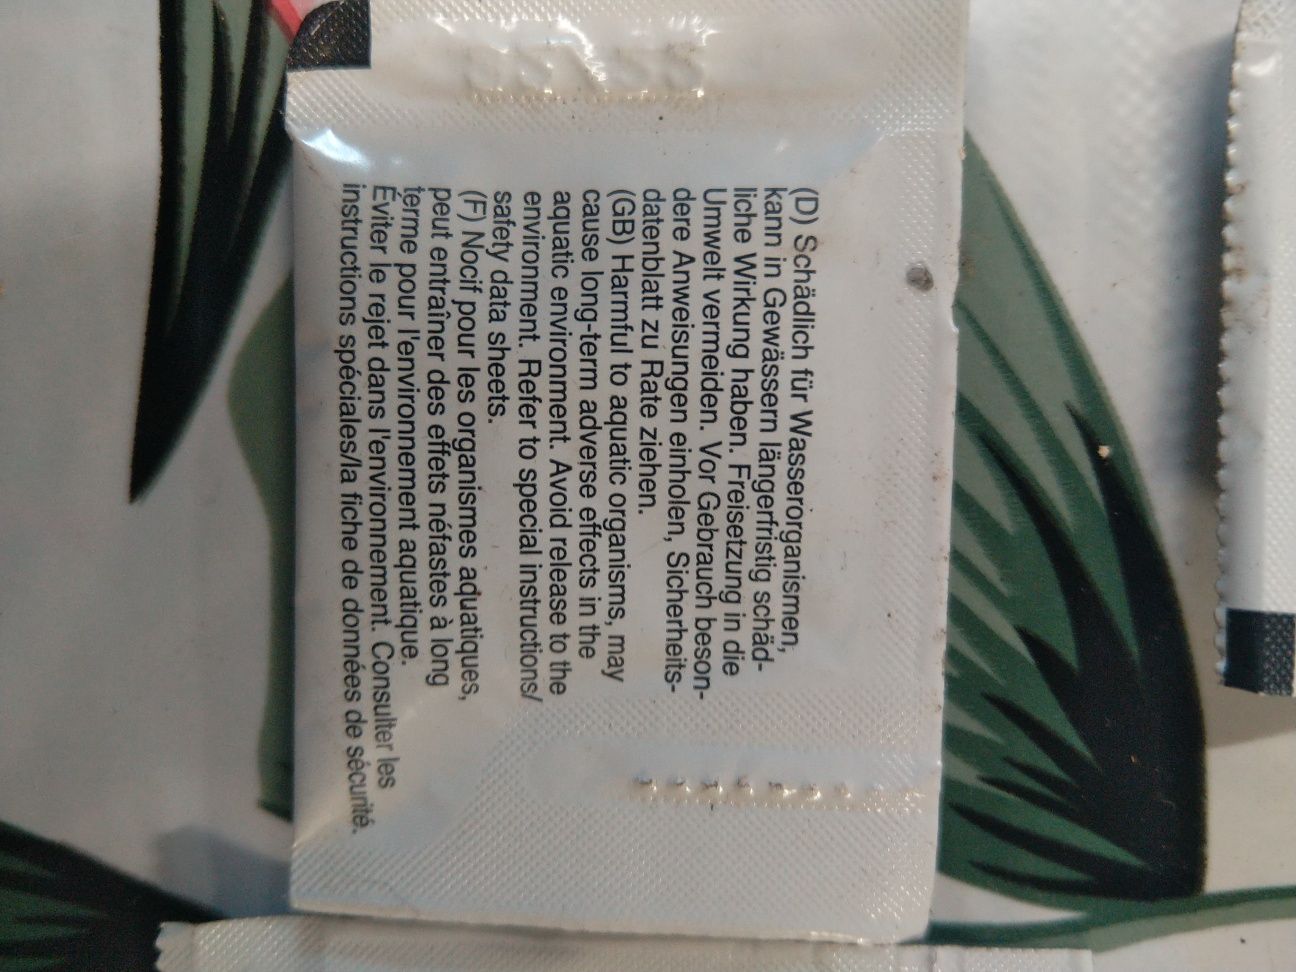 (D) Schädlich für Wasserorganismen,
kann in Gewässern längerfristig schäd-
liche Wirkung haben. Freisetzung in die
Umwelt vermeiden. Vor Gebrauch beson-
dere Anweisungen einholen, Sicherheits-
datenblatt zu Rate ziehen.
(GB) Harmful to aquatic organisms, may
cause long-term adverse effects in the
aquatic environment. Avoid release to the
environment. Refer to special instructions/
safety data sheets.
(F) Nocif pour les organismes aquatiques,
peut entraîner des effets néfastes à long
terme pour l'environnement aquatique.
Éviter le rejet dans l'environnement. Consulter les
instructions spéciales/la fiche de données de sécurité.